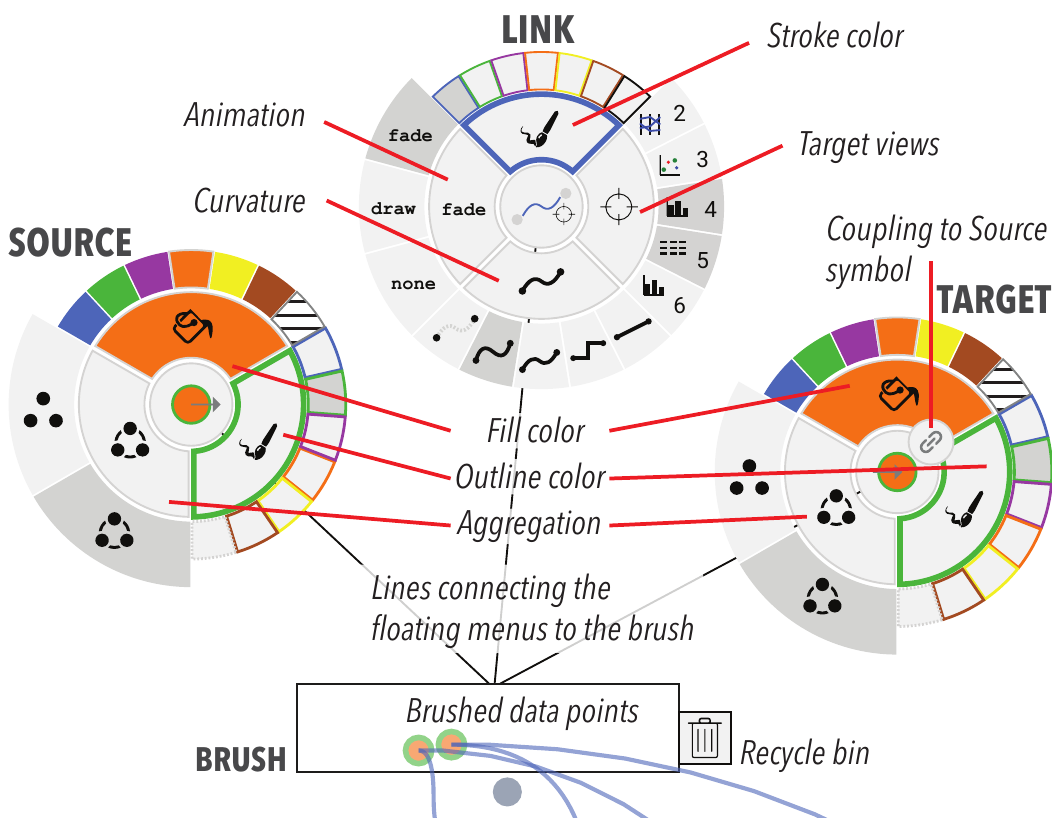 LINK
Stroke color
Animation
fade
2
Target views
3
Curvature
draw
fade
4
SOURCE
Coupling to Source
symbol
5
none
6
TARGET
Fill color
Outline color
Aggregation
Lines connecting the
floating menus to the brush
Brushed data points
BRUSH
Recycle bin